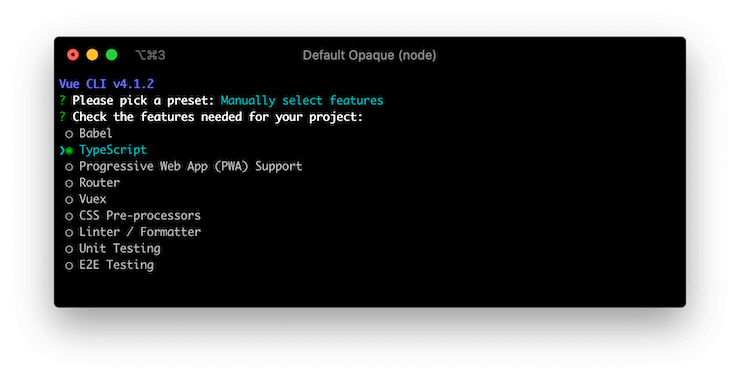 ⌥⌘3 Default Opaque (node)
Vue CLI v4.1.2
? Please pick a preset: Manually select features
? Check the features needed for your project:
○ Babel
❯◉ TypeScript
○ Progressive Web App (PWA) Support
○ Router
○ Vuex
○ CSS Pre-processors
○ Linter / Formatter
○ Unit Testing
○ E2E Testing